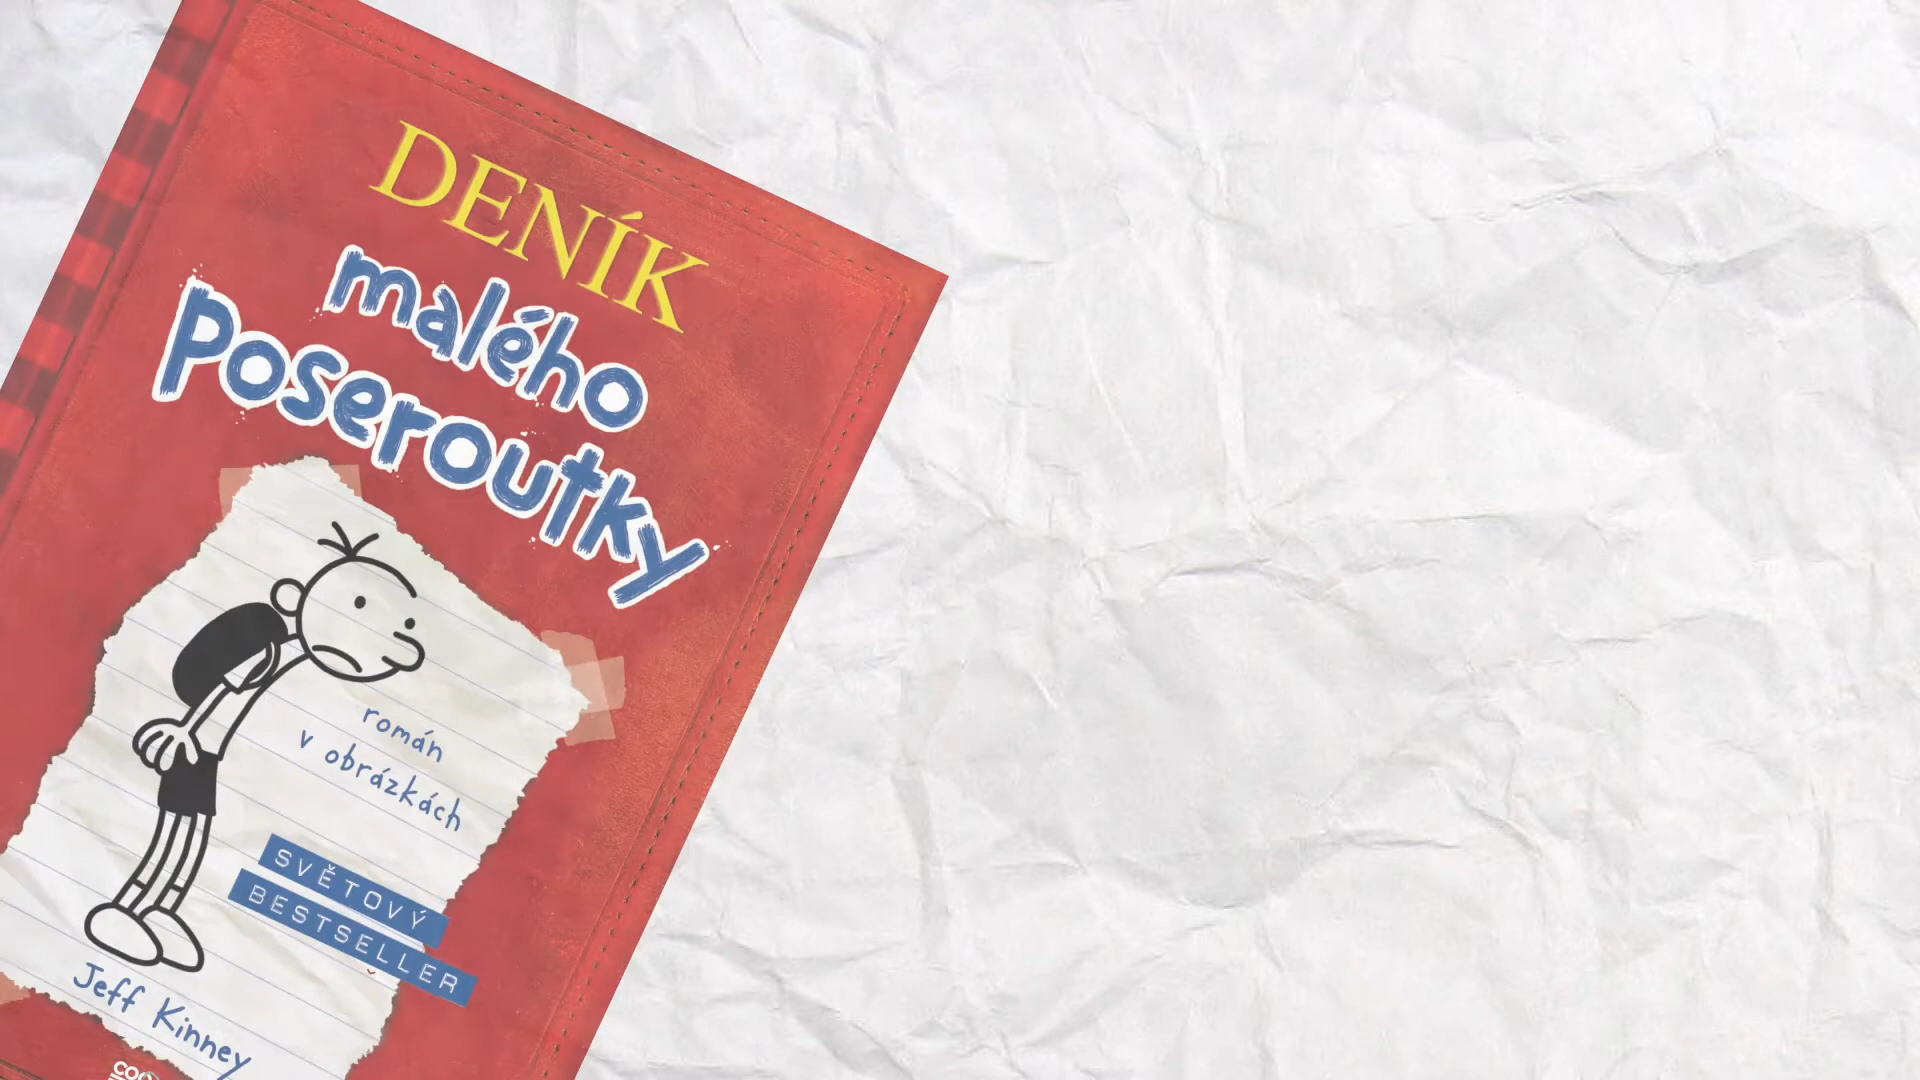 DENÍK
malého
Poseroutky
román
v obrázkách
SVĚTOVÝ
BESTSELLER
Jeff Kinney